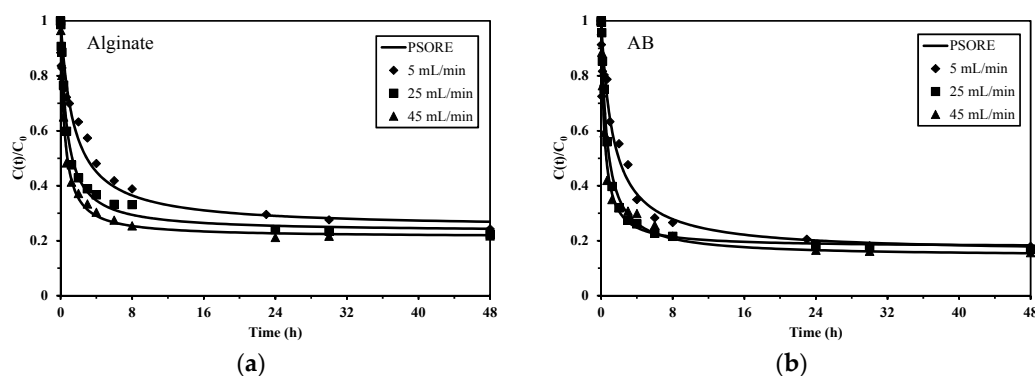 Alginate
PSORE
5 mL/min
25 mL/min
45 mL/min
C(t)/C0
1
0.8
0.6
0.4
0.2
0
0 8 16 24 32 40 48
Time (h)
(a)
AB
PSORE
5 mL/min
25 mL/min
45 mL/min
C(t)/C0
1
0.8
0.6
0.4
0.2
0
0 8 16 24 32 40 48
Time (h)
(b)